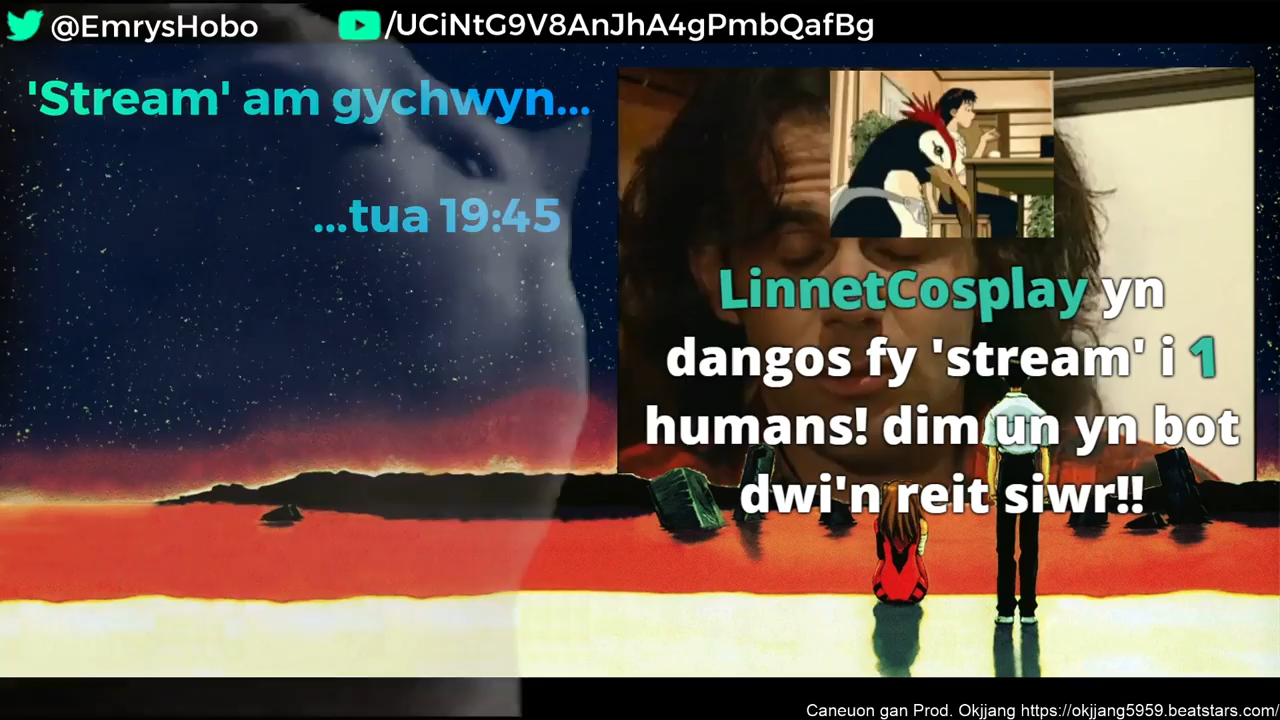 @EmrysHobo
/UCiNtG9V8AnJhA4gPmbQafBg
'Stream' am gychwyn...
...tua 19:45
LinnetCosplay yn
dangos fy 'stream' i 1
humans! dim un yn bot
dwi'n reit siwr!!
Caneuon gan Prod. Okjjang https://okjjang5959.beatstars.com/